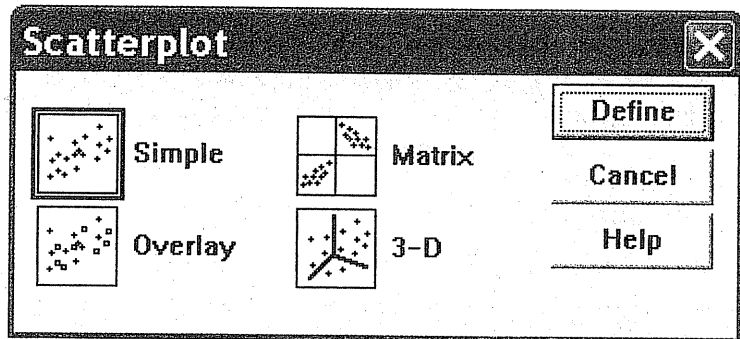 Scatterplot
Simple
Matrix
Overlay
3-D
Define
Cancel
Help